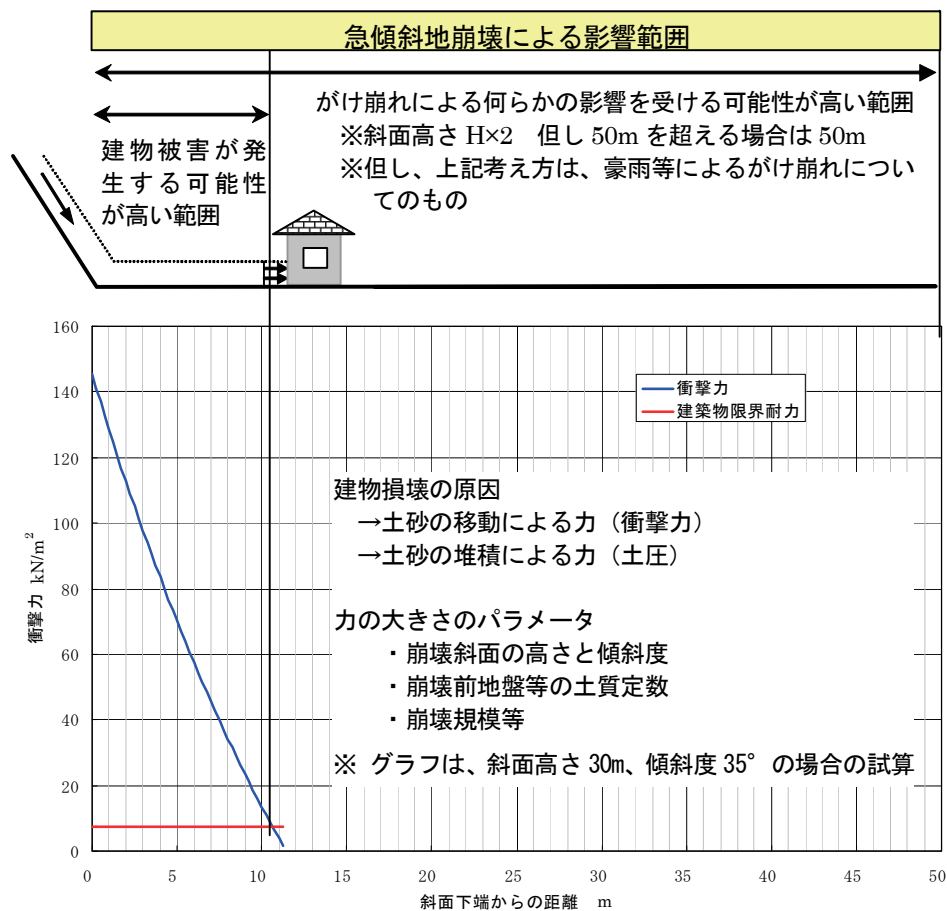 急傾斜地崩壊による影響範囲
がけ崩れによる何らかの影響を受ける可能性が高い範囲
※斜面高さ H×2　但し 50m を超える場合は 50m
※但し、上記考え方は、豪雨等によるがけ崩れについ
てのもの
建物被害が発
生する可能性
が高い範囲
160
140
120
100
80
60
40
20
0
衝撃力 kN/m²
衝撃力
建築物限界耐力
建物損壊の原因
→土砂の移動による力（衝撃力）
→土砂の堆積による力（土圧）
力の大きさのパラメータ
・崩壊斜面の高さと傾斜度
・崩壊前地盤等の土質定数
・崩壊規模等
※ グラフは、斜面高さ 30m、傾斜度 35° の場合の試算
0 5 10 15 20 25 30 35 40 45 50
斜面下端からの距離　m